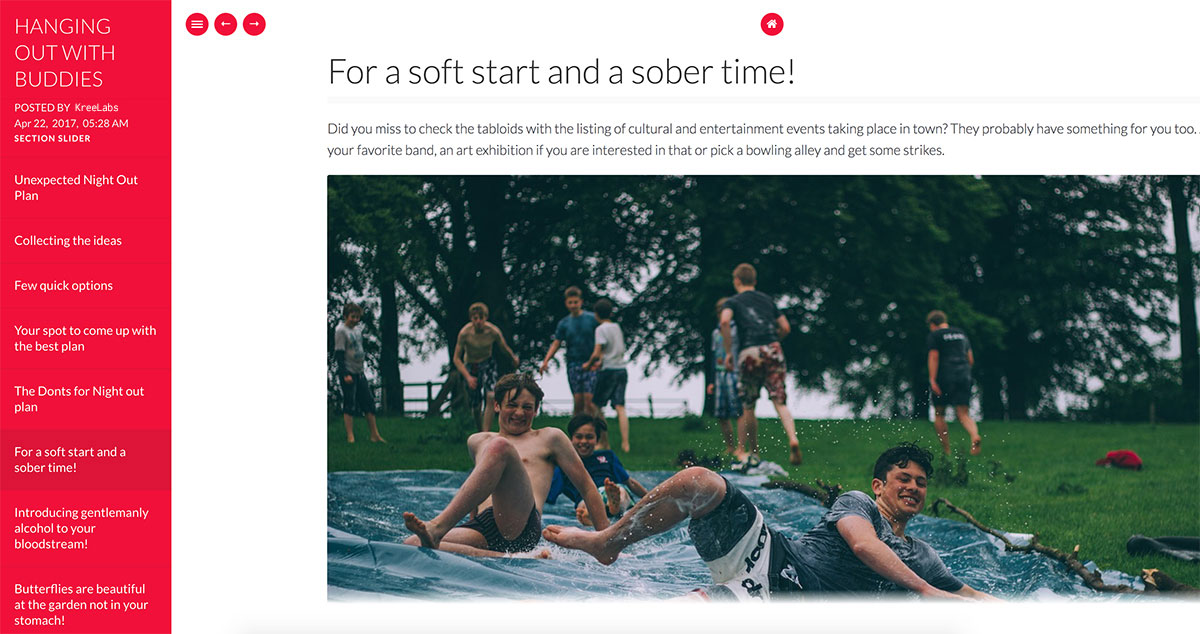 HANGING
OUT WITH
BUDDIES
POSTED BY KreeLabs
Apr 22, 2017, 05:28 AM
SECTION SLIDER
Unexpected Night Out
Plan
Collecting the ideas
Few quick options
Your spot to come up with
the best plan
The Donts for Night out
plan
For a soft start and a
sober time!
Introducing gentlemanly
alcohol to your
bloodstream!
Butterflies are beautiful
at the garden not in your
stomach!
For a soft start and a sober time!
Did you miss to check the tabloids with the listing of cultural and entertainment events taking place in town? They probably have something for you too.
your favorite band, an art exhibition if you are interested in that or pick a bowling alley and get some strikes.